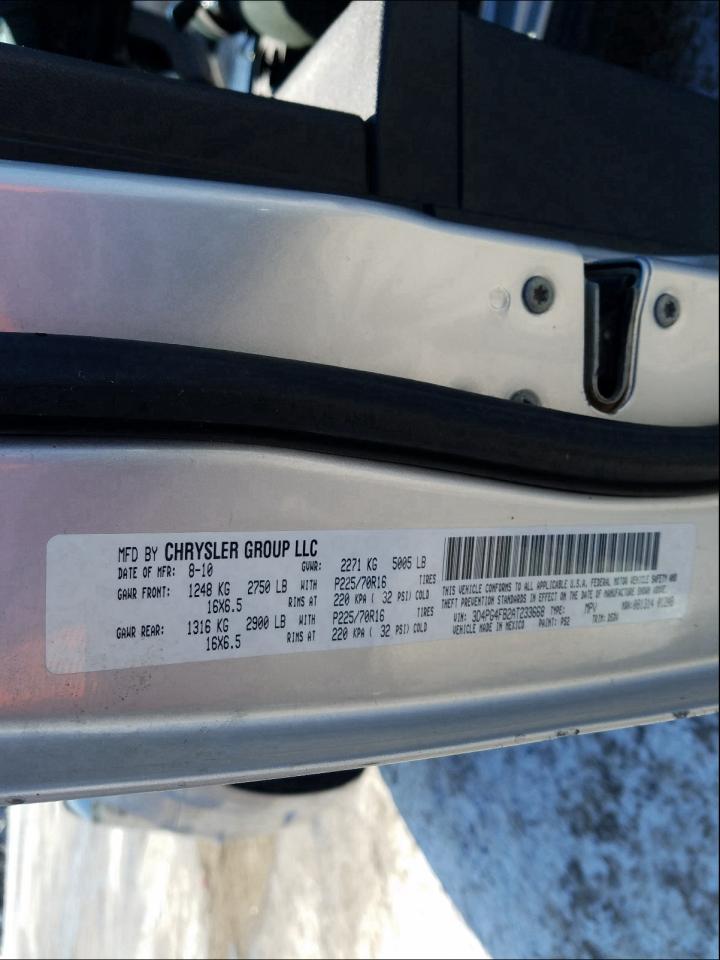 MFD BY CHRYSLER GROUP LLC
DATE OF MFR: 8-10 GVWR: 2271 KG 5005 LB
GAWR FRONT: 1248 KG 2750 LB WITH P225/70R16 TIRES
16X6.5 RIMS AT 220 KPA ( 32 PSI) COLD
GAWR REAR: 1316 KG 2900 LB WITH P225/70R16 TIRES
16X6.5 RIMS AT 220 KPA ( 32 PSI) COLD
THIS VEHICLE CONFORMS TO ALL APPLICABLE U.S.A. FEDERAL MOTOR VEHICLE SAFETY AND
THEFT PREVENTION STANDARDS IN EFFECT ON THE DATE OF MANUFACTURE SHOWN ABOVE.
VIN: 3D4PG4FB2AT233668 TYPE: MPV MDH:081314
VEHICLE MADE IN MEXICO PAINT: PS2 TRIM: